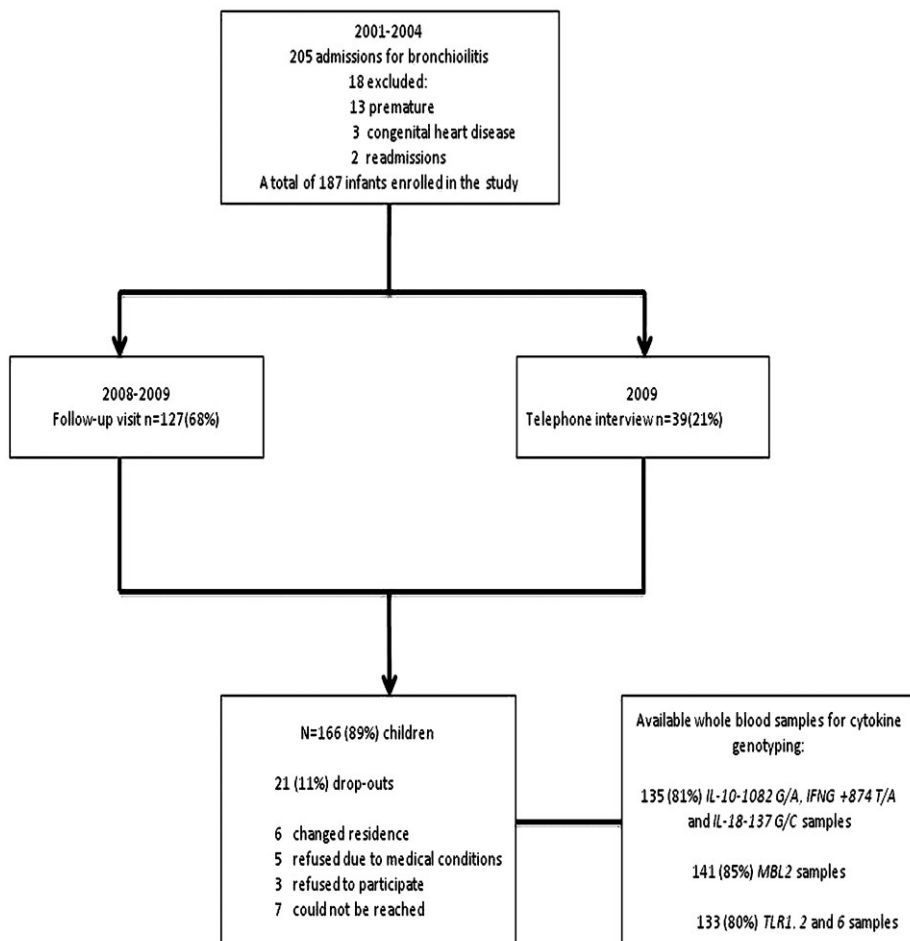 2001-2004
205 admissions for bronchioilitis
18 excluded:
13 premature
3 congenital heart disease
2 readmissions
A total of 187 infants enrolled in the study
2008-2009
Follow-up visit n=127(68%)
2009
Telephone interview n=39(21%)
N=166 (89%) children
21 (11%) drop-outs
6 changed residence
5 refused due to medical conditions
3 refused to participate
7 could not be reached
Available whole blood samples for cytokine
genotyping:
135 (81%) IL-10-1082 G/A, IFNG +874 T/A
and IL-18-137 G/C samples
141 (85%) MBL2 samples
133 (80%) TLR1. 2 and 6 samples